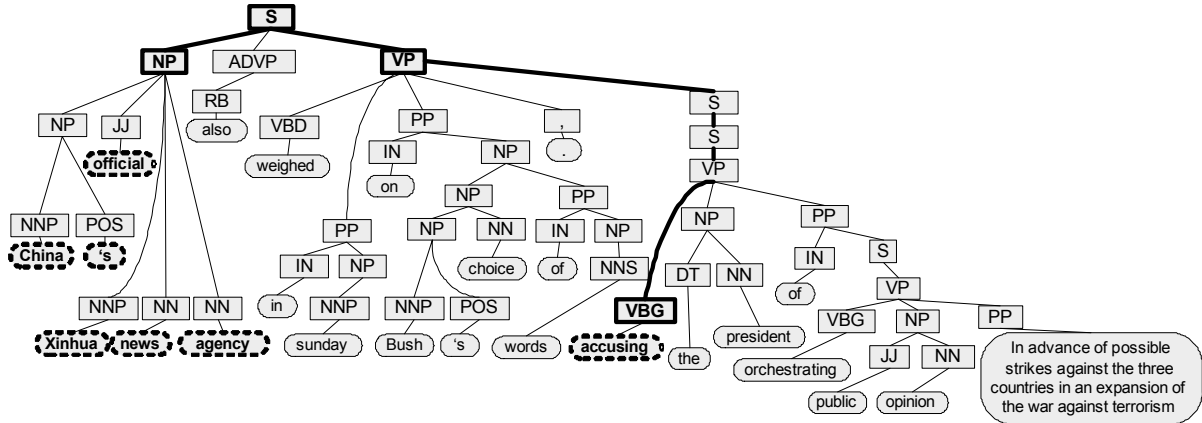 S
NP ADVP VP
RB S
NP JJ also VBD PP , S
official weighed IN NP . VP
on
NNP POS PP NP PP NP PP
China 's IN NP NP NN IN NP DT NN IN S
in choice of NNS of VP
NNP NN NN NNP NNP POS VBG VBG NP PP
Xinhua news agency sunday Bush 's words accusing the president orchestrating JJ NN
public opinion
In advance of possible
strikes against the three
countries in an expansion of
the war against terrorism